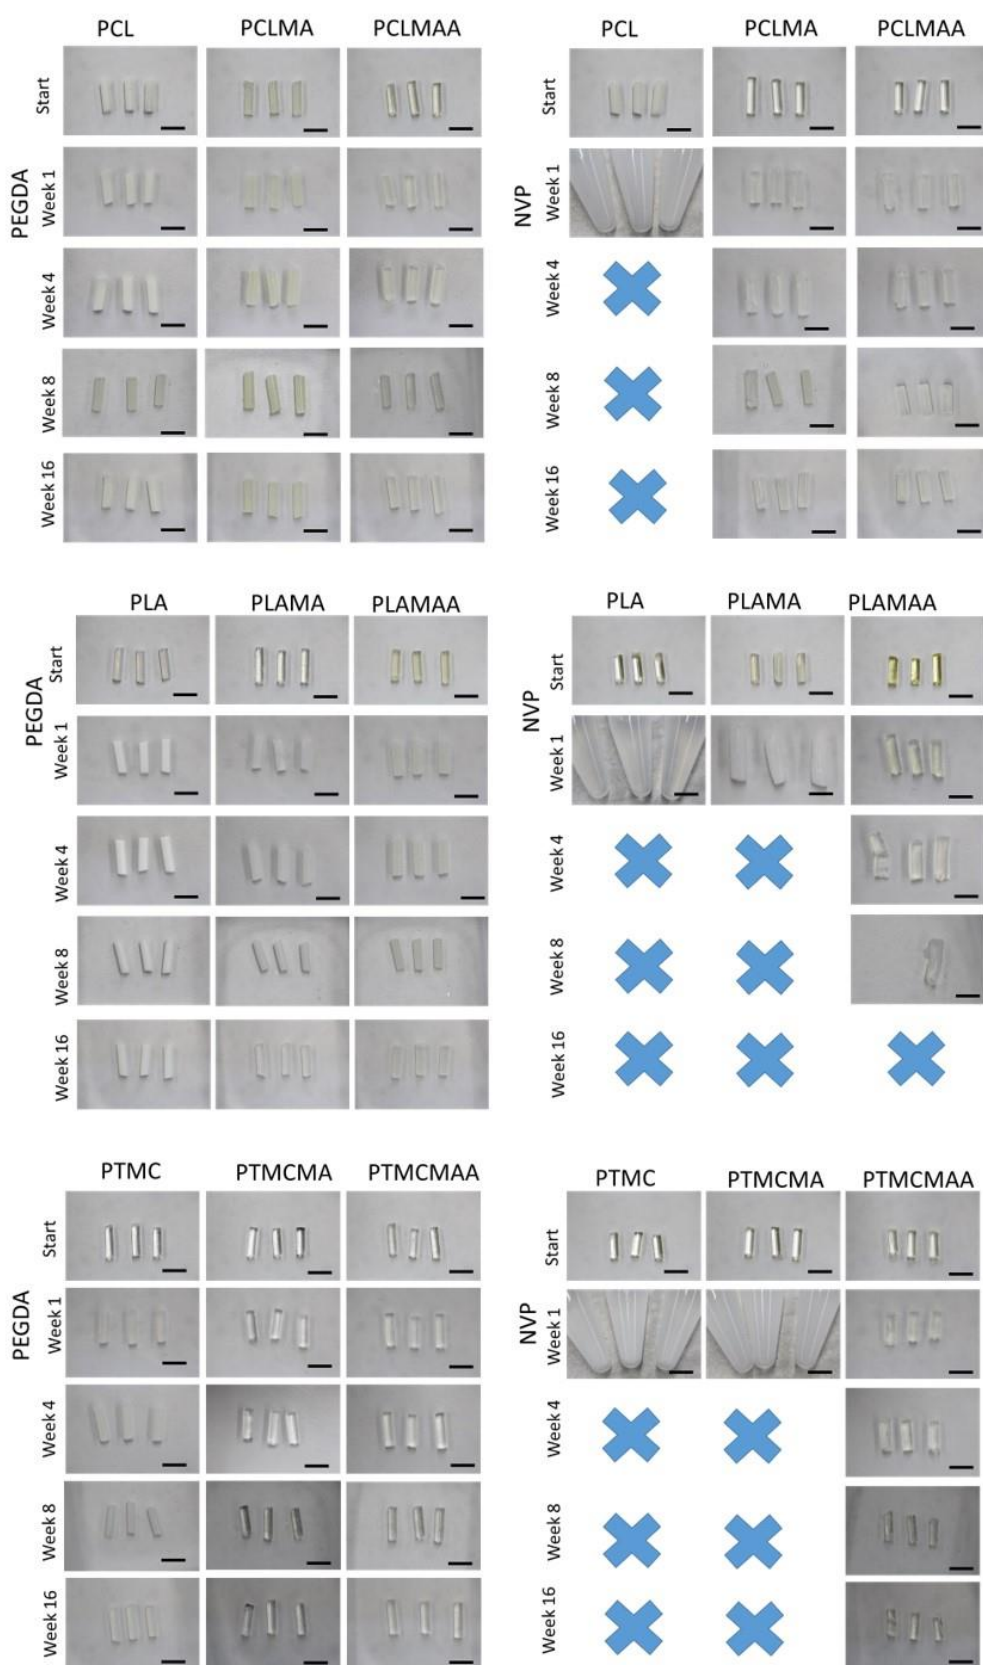 PCL PCLMA PCLMAA
PEGDA
Start
Week 1
Week 4
Week 8
Week 16
PCL PCLMA PCLMAA
NVP
Start
Week 1
Week 4
Week 8
Week 16
PLA PLAMA PLAMAA
PEGDA
Start
Week 1
Week 4
Week 8
Week 16
PLA PLAMA PLAMAA
NVP
Start
Week 1
Week 4
Week 8
Week 16
PTMC PTMCMA PTMCMAA
PEGDA
Start
Week 1
Week 4
Week 8
Week 16
PTMC PTMCMA PTMCMAA
NVP
Start
Week 1
Week 4
Week 8
Week 16